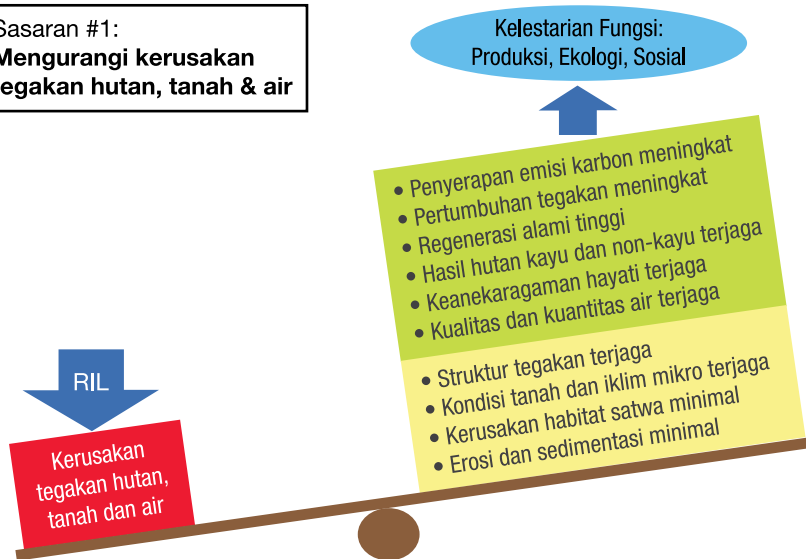 Sasaran #1:
Mengurangi kerusakan
tegakan hutan, tanah & air
Kelestarian Fungsi:
Produksi, Ekologi, Sosial
• Penyerapan emisi karbon meningkat
• Pertumbuhan tegakan meningkat
• Regenerasi alami tinggi
• Hasil hutan kayu dan non-kayu terjaga
• Keanekaragaman hayati terjaga
• Kualitas dan kuantitas air terjaga
• Struktur tegakan terjaga
• Kondisi tanah dan iklim mikro terjaga
• Kerusakan habitat satwa minimal
• Erosi dan sedimentasi minimal
RIL
Kerusakan
tegakan hutan,
tanah dan air